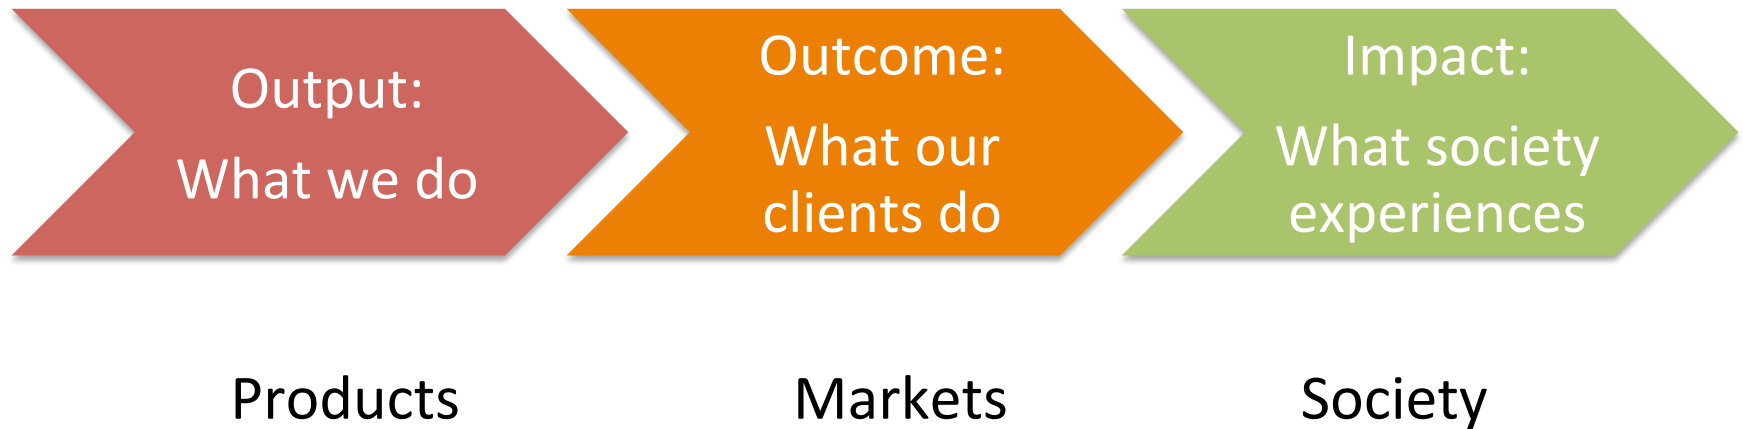 Output:
What we do
Outcome:
What our
clients do
Impact:
What society
experiences
Products
Markets
Society